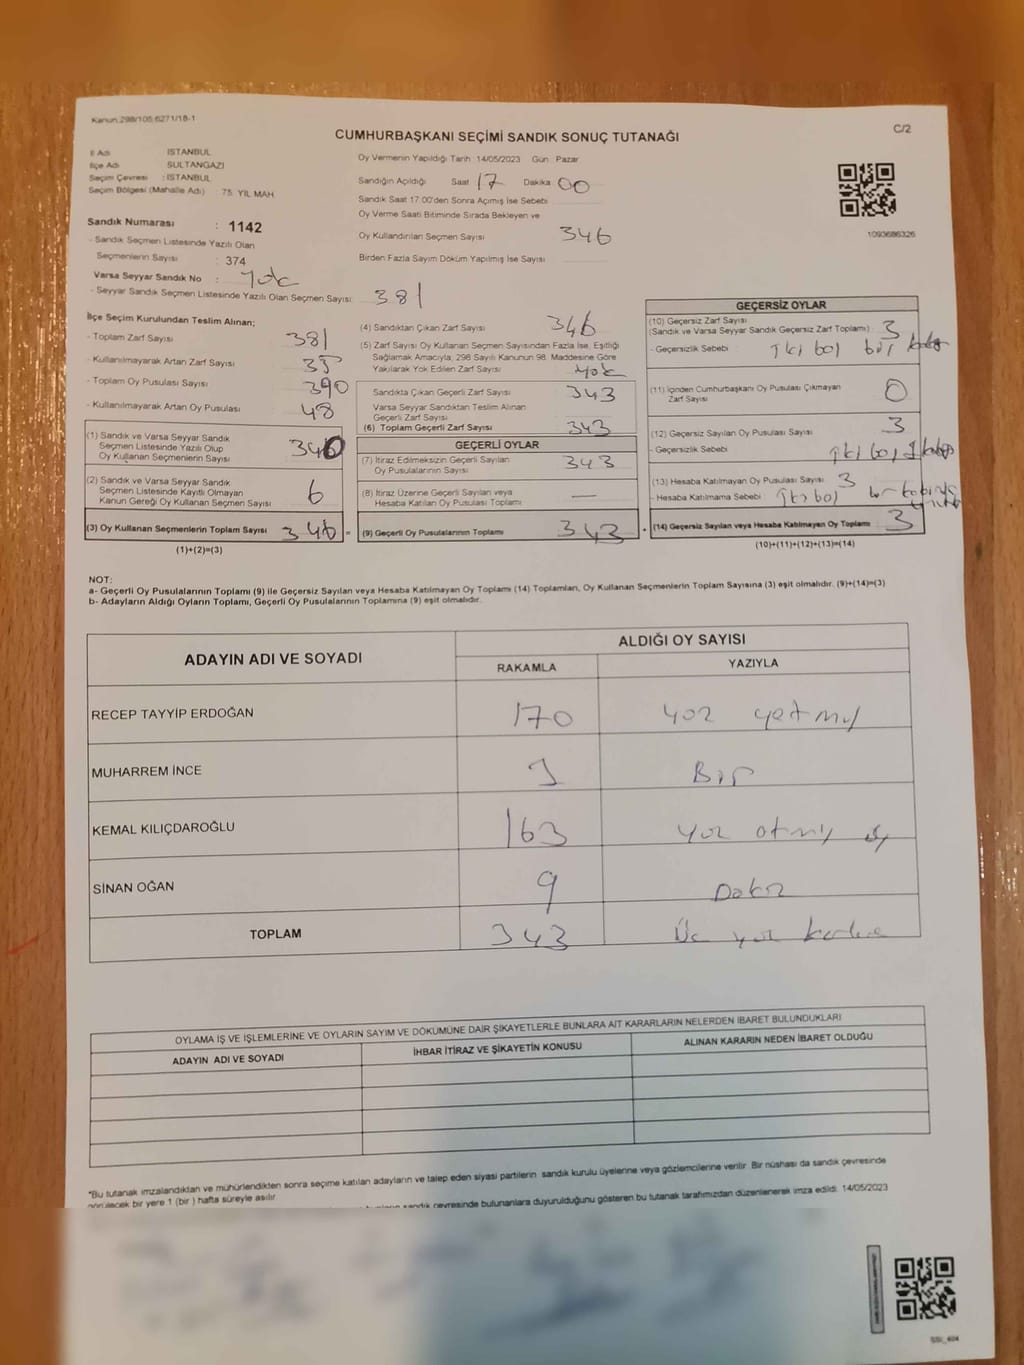 Kanun 298/105 6271/18-1
C/2
CUMHURBAŞKANI SEÇİMİ SANDIK SONUÇ TUTANAĞI
İl Adı : İSTANBUL
İlçe Adı : SULTANGAZİ
Seçim Çevresi : İSTANBUL
Seçim Bölgesi (Mahalle Adı) : 75. YIL MAH.
Sandık Numarası : 1142
- Sandık Seçmen Listesinde Yazılı Olan
Seçmenlerin Sayısı : 374
Varsa Seyyar Sandık No : Yok
- Seyyar Sandık Seçmen Listesinde Yazılı Olan Seçmen Sayısı: 381
Oy Vermenin Yapıldığı Tarih :14/05/2023 Gün: Pazar
Sandığın Açıldığı Saat 17 Dakika 00
Sandık Saat 17:00'den Sonra Açılmış İse Sebebi
Oy Verme Saati Bitiminde Sırada Bekleyen ve
Oy Kullandırılan Seçmen Sayısı 346
Birden Fazla Sayım Döküm Yapılmış İse Sayısı
1093686326
İlçe Seçim Kurulundan Teslim Alınan;
- Toplam Zarf Sayısı 381
- Kullanılmayarak Artan Zarf Sayısı 35
- Toplam Oy Pusulası Sayısı 390
- Kullanılmayarak Artan Oy Pusulası 48
(1) Sandık ve Varsa Seyyar Sandık
Seçmen Listesinde Yazılı Olup
Oy Kullanan Seçmenlerin Sayısı 340
(2) Sandık ve Varsa Seyyar Sandık
Seçmen Listesinde Kayıtlı Olmayan
Kanun Gereği Oy Kullanan Seçmen Sayısı 6
(3) Oy Kullanan Seçmenlerin Toplam Sayısı 346 =
(1)+(2)=(3)
(4) Sandıktan Çıkan Zarf Sayısı 346
(5) Zarf Sayısı Oy Kullanan Seçmen Sayısından Fazla İse, Eşitliği
Sağlamak Amacıyla, 298 Sayılı Kanunun 98. Maddesine Göre
Yakılarak Yok Edilen Zarf Sayısı yok
Sandıkta Çıkan Geçerli Zarf Sayısı 343
Varsa Seyyar Sandıktan Teslim Alınan
Geçerli Zarf Sayısı
(6) Toplam Geçerli Zarf Sayısı 343
GEÇERLİ OYLAR
(7) İtiraz Edilmeksizin Geçerli Sayılan
Oy Pusulalarının Sayısı 343
(8) İtiraz Üzerine Geçerli Sayılan veya
Hesaba Katılan Oy Pusulası Toplamı —
(9) Geçerli Oy Pusulalarının Toplamı 343 +
GEÇERSİZ OYLAR
(10) Geçersiz Zarf Sayısı
(Sandık ve Varsa Seyyar Sandık Geçersiz Zarf Toplamı) 3
- Geçersizlik Sebebi : İki boş bir
(11) İçinden Cumhurbaşkanı Oy Pusulası Çıkmayan
Zarf Sayısı 0
(12) Geçersiz Sayılan Oy Pusulası Sayısı 3
- Geçersizlik Sebebi İki boş
(13) Hesaba Katılmayan Oy Pusulası Sayısı 3
- Hesaba Katılmama Sebebi : İki boş
(14) Geçersiz Sayılan veya Hesaba Katılmayan Oy Toplamı 3
(10)+(11)+(12)+(13)=(14)
NOT:
a- Geçerli Oy Pusulalarının Toplamı (9) ile Geçersiz Sayılan veya Hesaba Katılmayan Oy Toplamı (14) Toplamları, Oy Kullanan Seçmenlerin Toplam Sayısına (3) eşit olmalıdır. (9)+(14)=(3)
b- Adayların Aldığı Oyların Toplamı, Geçerli Oy Pusulalarının Toplamına (9) eşit olmalıdır.
ADAYIN ADI VE SOYADI
ALDIĞI OY SAYISI
RAKAMLA YAZIYLA
RECEP TAYYİP ERDOĞAN 170 yüz yetmiş
MUHARREM İNCE 1 Bir
KEMAL KILIÇDAROĞLU 163 yüz atmış üç
SİNAN OĞAN 9 Dokuz
TOPLAM 343 Üç yüz
OYLAMA İŞ VE İŞLEMLERİNE VE OYLARIN SAYIM VE DÖKÜMÜNE DAİR ŞİKAYETLERLE BUNLARA AİT KARARLARIN NELERDEN İBARET BULUNDUKLARI
ADAYIN ADI VE SOYADI İHBAR İTİRAZ VE ŞİKAYETİN KONUSU ALINAN KARARIN NEDEN İBARET OLDUĞU
*Bu tutanak imzalandıktan ve mühürlendikten sonra seçime katılan adayların ve talep eden siyasi partilerin sandık kurulu üyelerine veya gözlemcilerine verilir. Bir nüshası da sandık çevresinde
görülecek bir yere 1 (bir) hafta süreyle asılır.
sandık çevresinde bulunanlara duyurulduğunu gösteren bu tutanak tarafımızdan düzenlenerek imza edildi. 14/05/2023